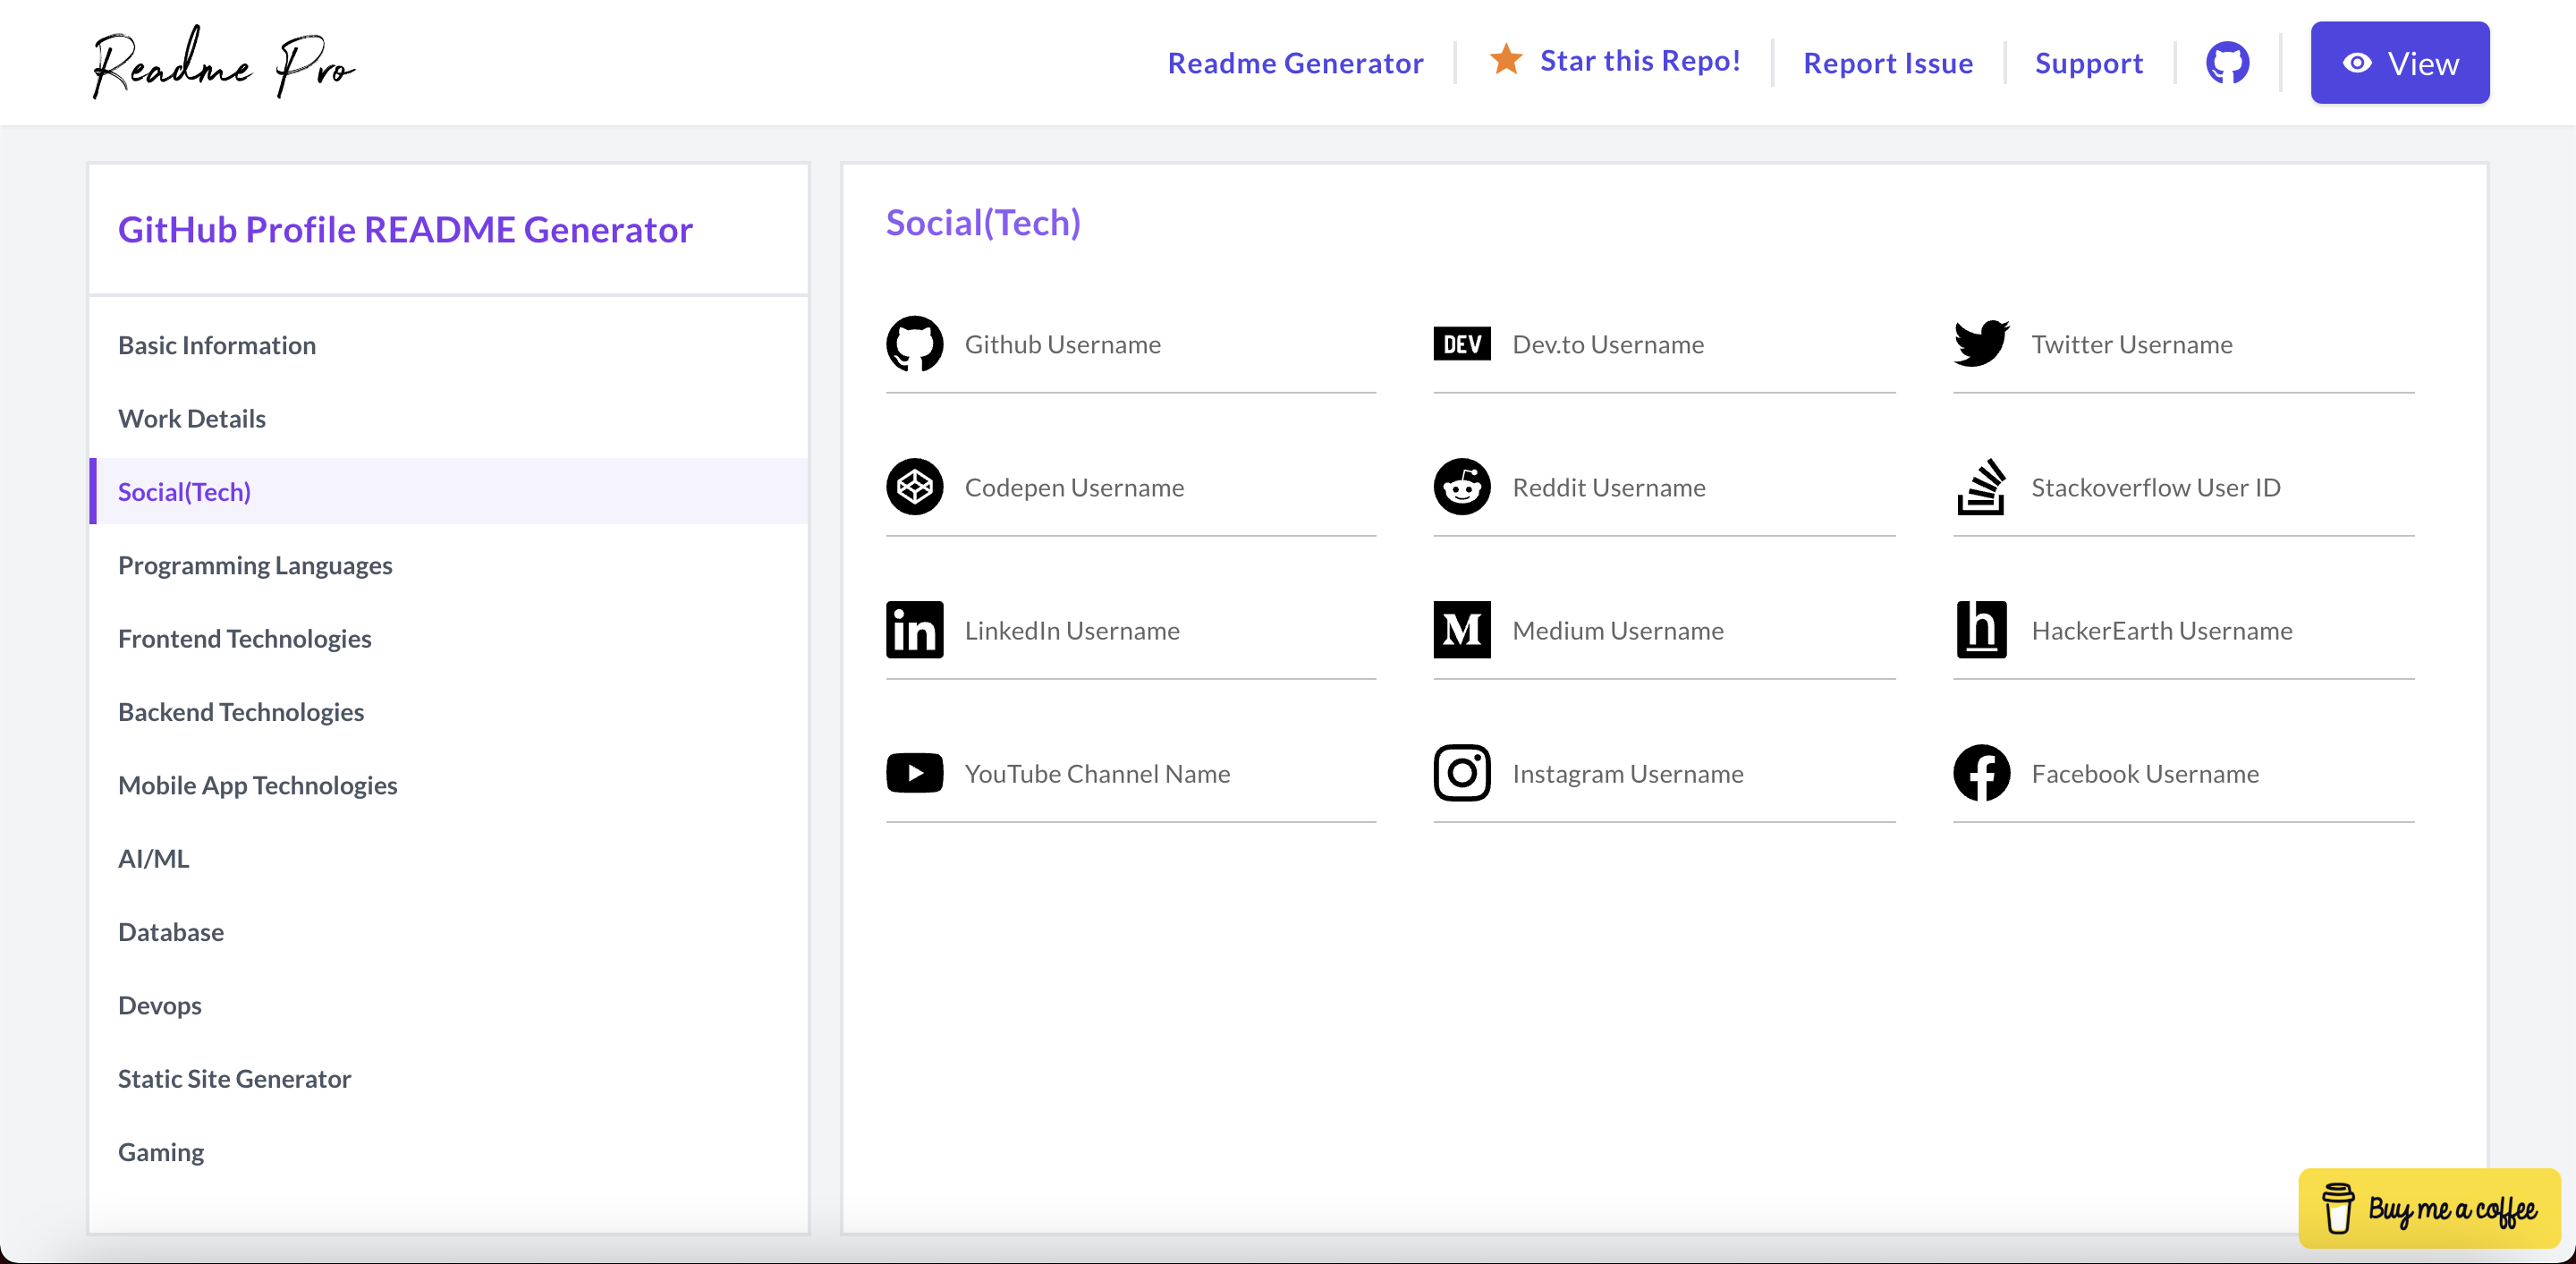 Readme Pro
Readme Generator
Star this Repo!
Report Issue
Support
View
GitHub Profile README Generator
Basic Information
Work Details
Social(Tech)
Programming Languages
Frontend Technologies
Backend Technologies
Mobile App Technologies
AI/ML
Database
Devops
Static Site Generator
Gaming
Social(Tech)
Github Username
DEV
Dev.to Username
Twitter Username
Codepen Username
Reddit Username
Stackoverflow User ID
in
LinkedIn Username
M
Medium Username
h
HackerEarth Username
YouTube Channel Name
Instagram Username
Facebook Username
Buy me a coffee